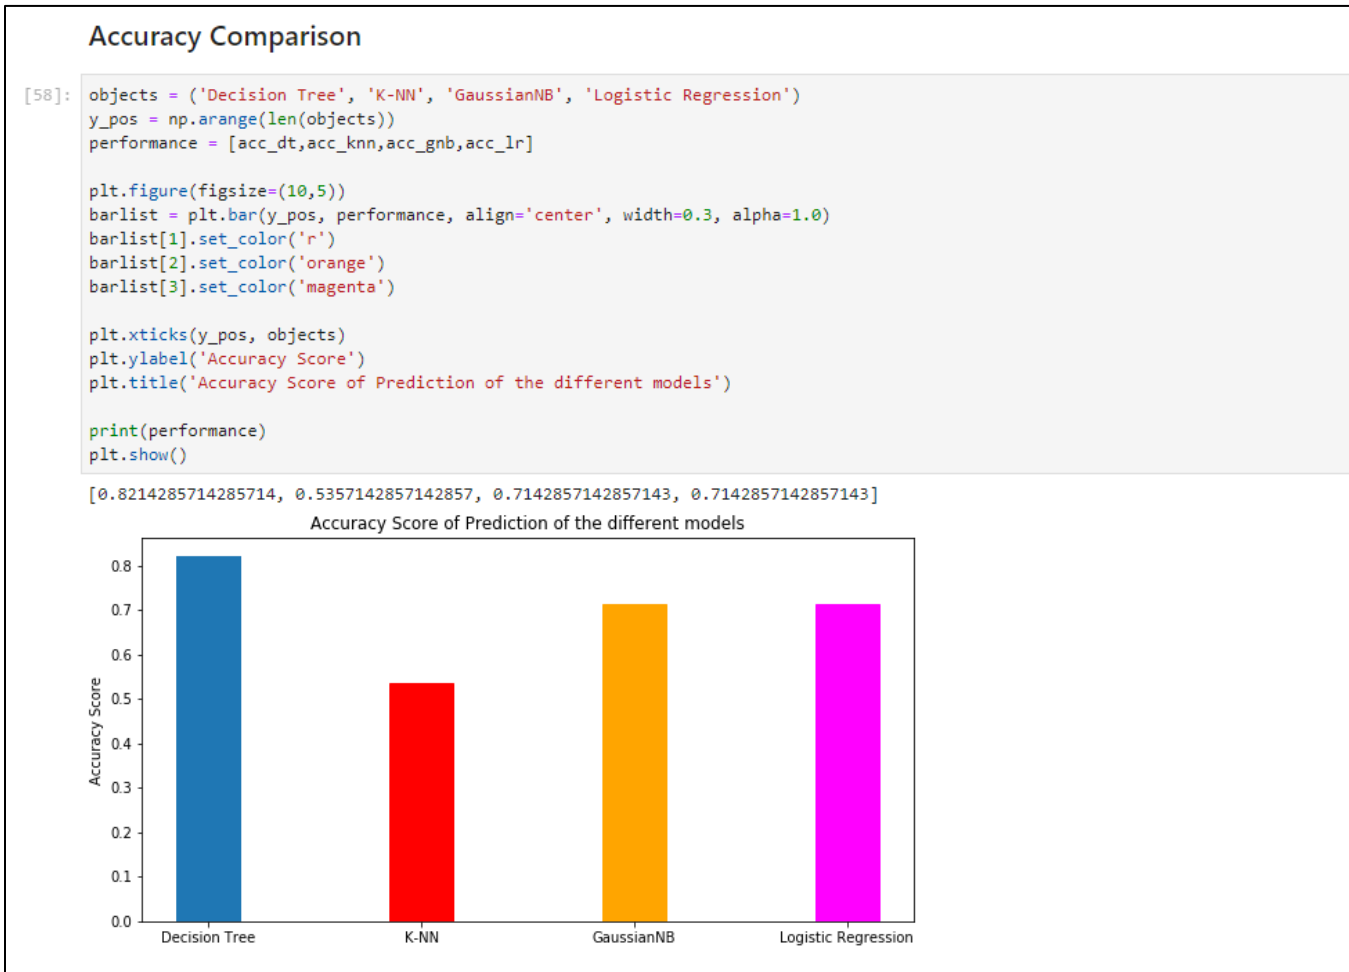 Accuracy Comparison
[58]:
objects = ('Decision Tree', 'K-NN', 'GaussianNB', 'Logistic Regression')
y_pos = np.arange(len(objects))
performance = [acc_dt,acc_knn,acc_gnb,acc_lr]
plt.figure(figsize=(10,5))
barlist = plt.bar(y_pos, performance, align='center', width=0.3, alpha=1.0)
barlist[1].set_color('r')
barlist[2].set_color('orange')
barlist[3].set_color('magenta')
plt.xticks(y_pos, objects)
plt.ylabel('Accuracy Score')
plt.title('Accuracy Score of Prediction of the different models')
print(performance)
plt.show()
[0.8214285714285714, 0.5357142857142857, 0.7142857142857143, 0.7142857142857143]
Accuracy Score of Prediction of the different models
0.8
0.7
0.6
0.5
0.4
0.3
0.2
0.1
0.0
Accuracy Score
Decision Tree K-NN GaussianNB Logistic Regression